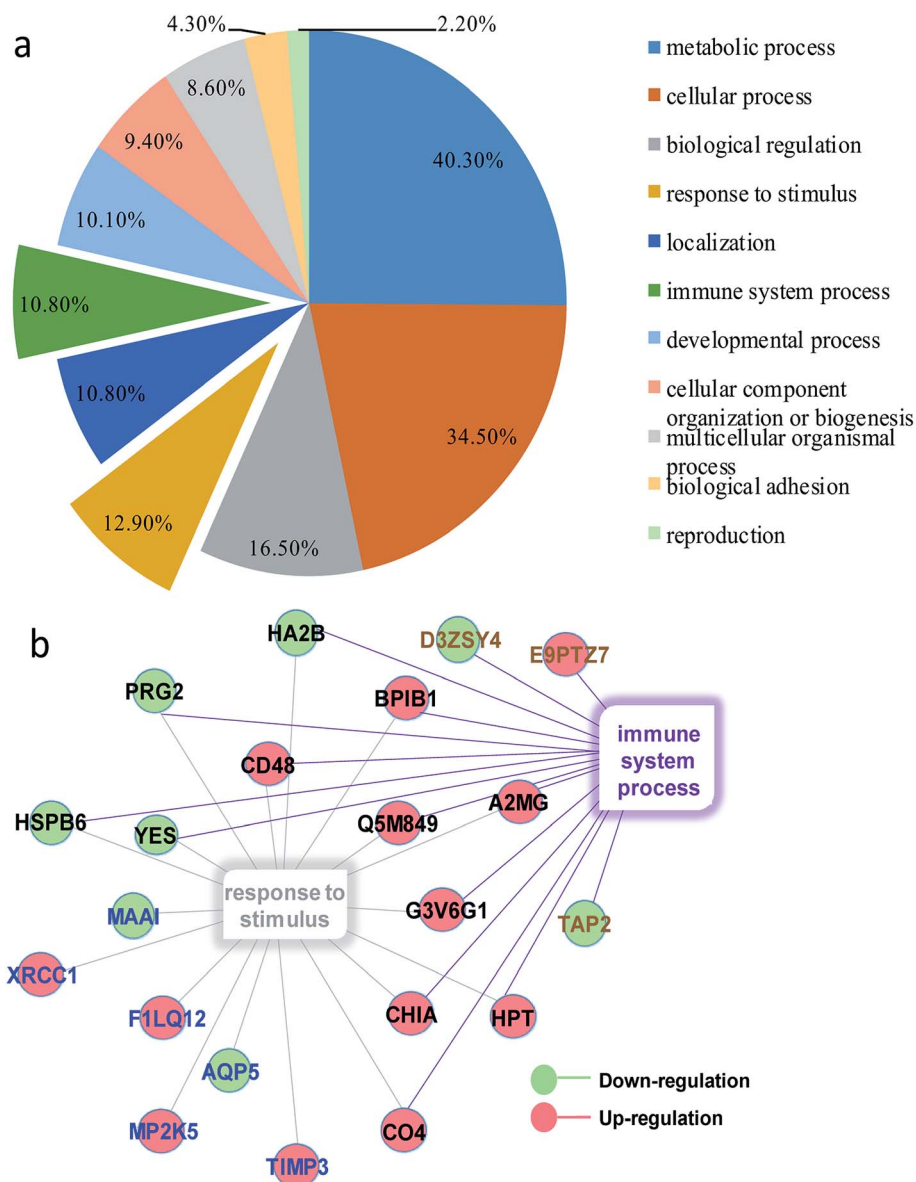 a
4.30%
2.20%
8.60%
9.40%
40.30%
10.10%
10.80%
10.80%
34.50%
12.90%
16.50%
metabolic process
cellular process
biological regulation
response to stimulus
localization
immune system process
developmental process
cellular component
organization or biogenesis
multicellular organismal
process
biological adhesion
reproduction
b
HA2B
D3ZSY4
E9PTZ7
PRG2
BPIB1
immune
system
process
CD48
A2MG
HSPB6
YES
Q5M849
response to
stimulus
MAAI
G3V6G1
TAP2
XRCC1
F1LQ12
CHIA
HPT
AQP5
Down-regulation
Up-regulation
MP2K5
CO4
TIMP3